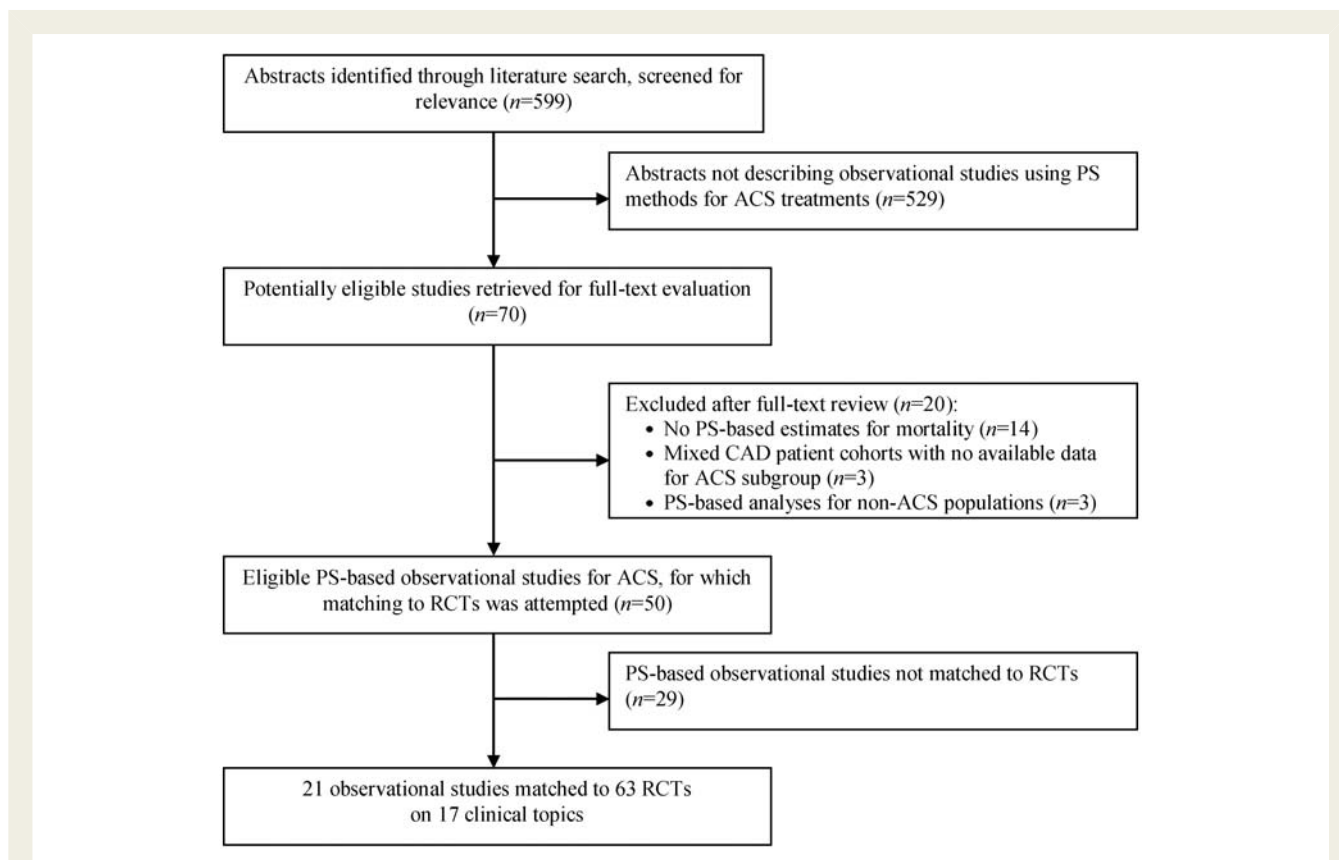 Abstracts identified through literature search, screened for
relevance (n=599)
Abstracts not describing observational studies using PS
methods for ACS treatments (n=529)
Potentially eligible studies retrieved for full-text evaluation
(n=70)
Excluded after full-text review (n=20):
• No PS-based estimates for mortality (n=14)
• Mixed CAD patient cohorts with no available data
for ACS subgroup (n=3)
• PS-based analyses for non-ACS populations (n=3)
Eligible PS-based observational studies for ACS, for which
matching to RCTs was attempted (n=50)
PS-based observational studies not matched to RCTs
(n=29)
21 observational studies matched to 63 RCTs
on 17 clinical topics